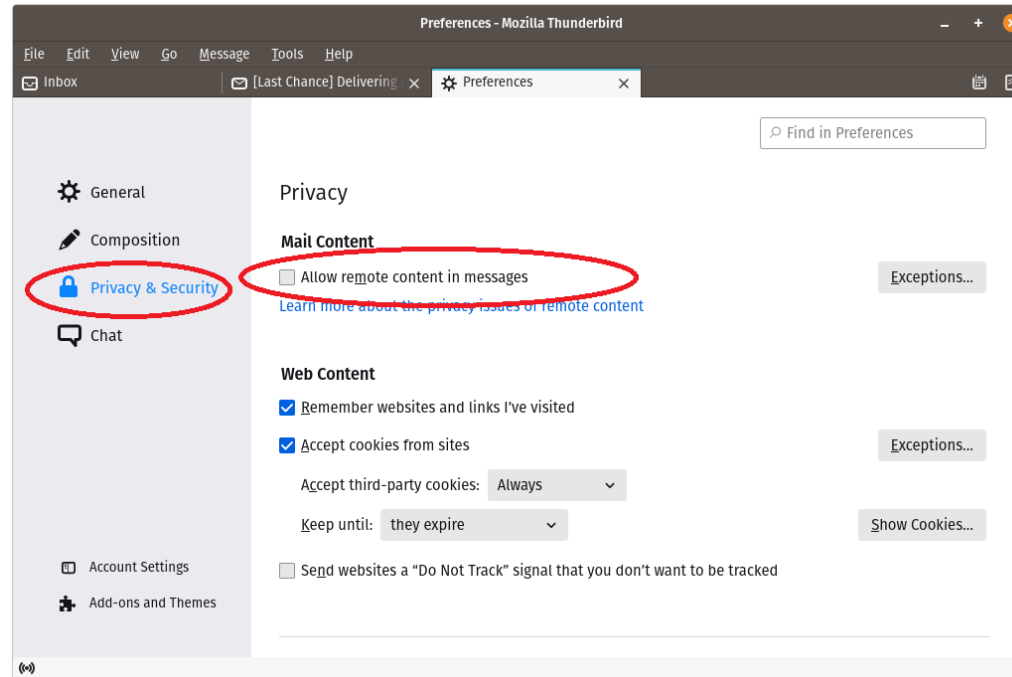 Preferences - Mozilla Thunderbird
File Edit View Go Message Tools Help
Inbox [Last Chance] Delivering Preferences
Find in Preferences
General
Composition
Privacy & Security
Chat
Account Settings
Add-ons and Themes
Privacy
Mail Content
Allow remote content in messages Exceptions...
Learn more about the privacy issues of remote content
Web Content
Remember websites and links I've visited
Accept cookies from sites Exceptions...
Accept third-party cookies: Always
Keep until: they expire Show Cookies...
Send websites a “Do Not Track” signal that you don't want to be tracked